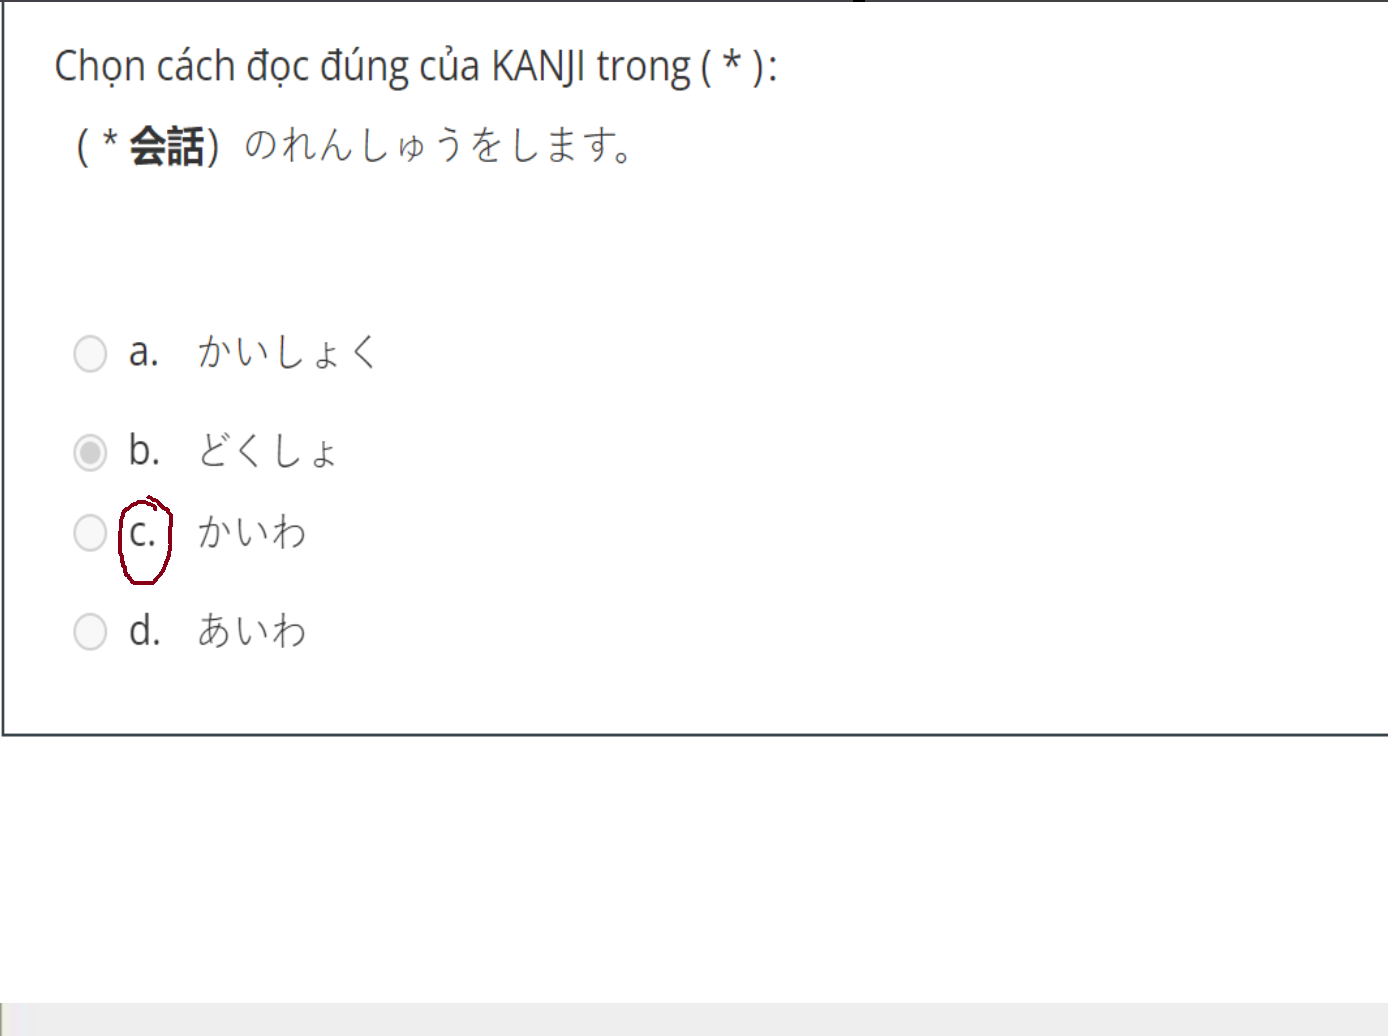 Chọn cách đọc đúng của KANJI trong ( * ):
( * 会話）のれんしゅうをします。
a. かいしょく
b. どくしょ
c. かいわ
d. あいわ